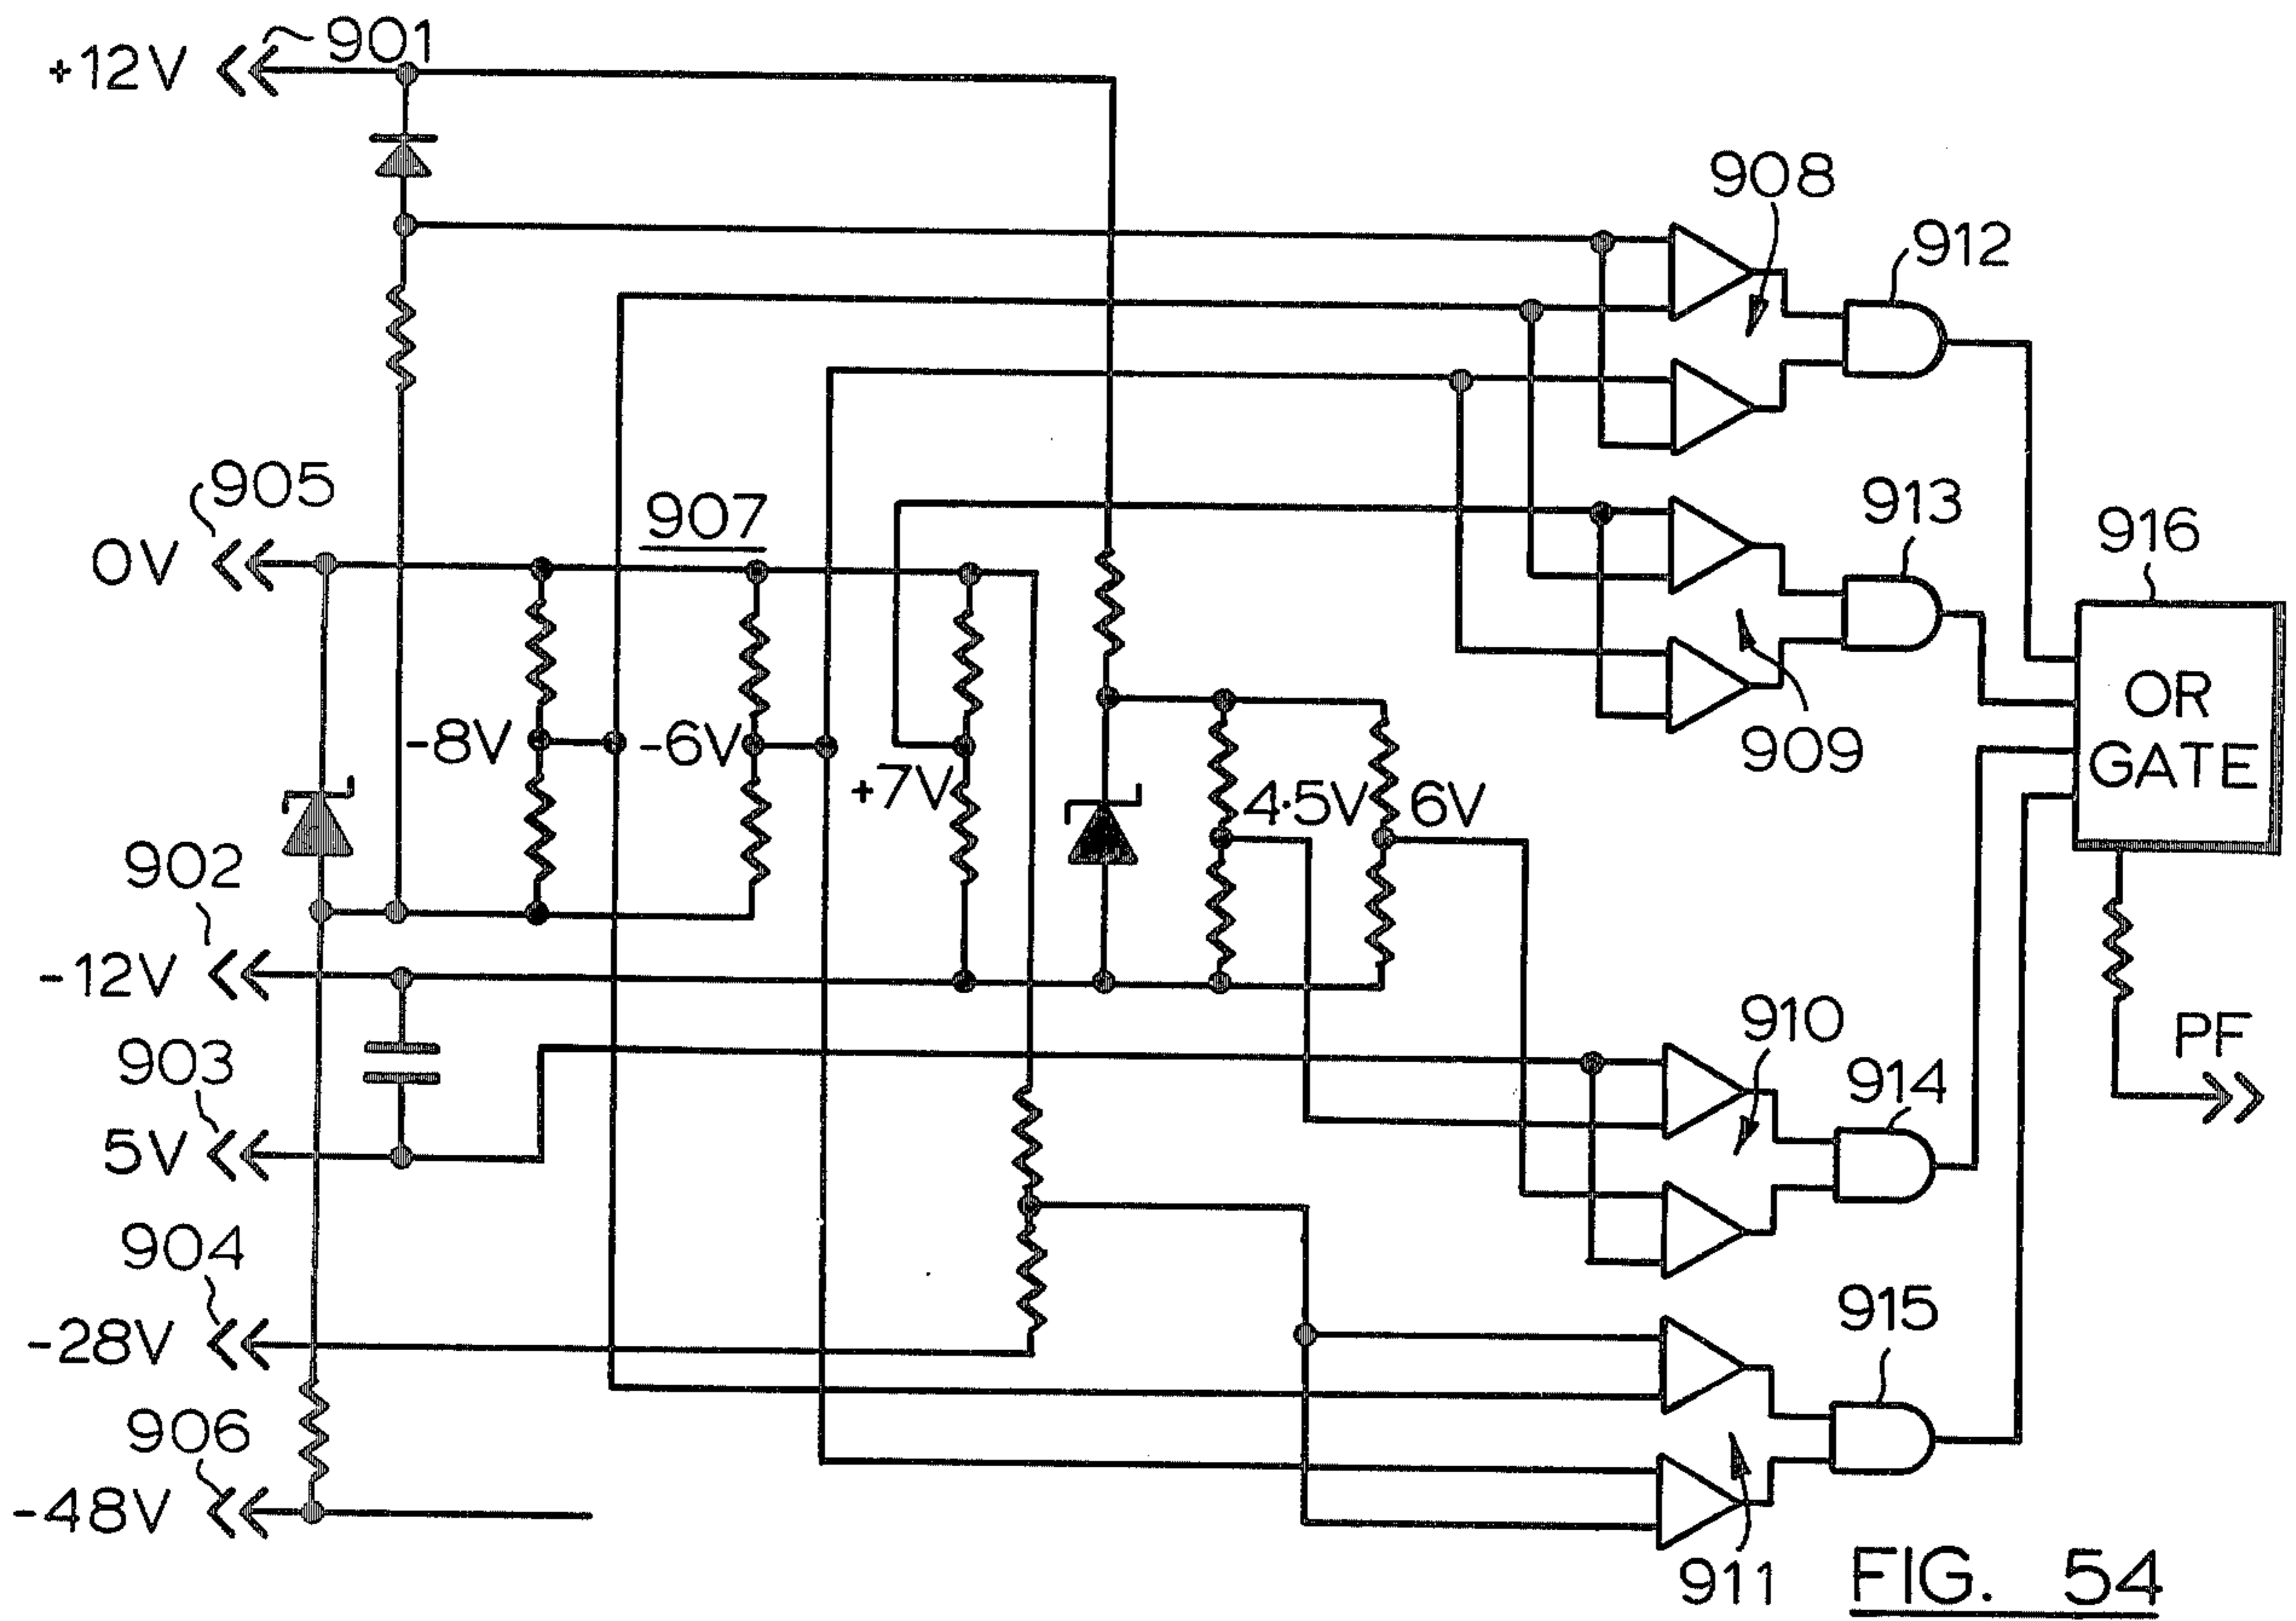 +12V
901
908
912
905
0V
907
913
916
-8V
-6V
+7V
4·5V
6V
909
OR
GATE
902
-12V
903
5V
910
914
PF
904
-28V
915
906
-48V
911
FIG. 54